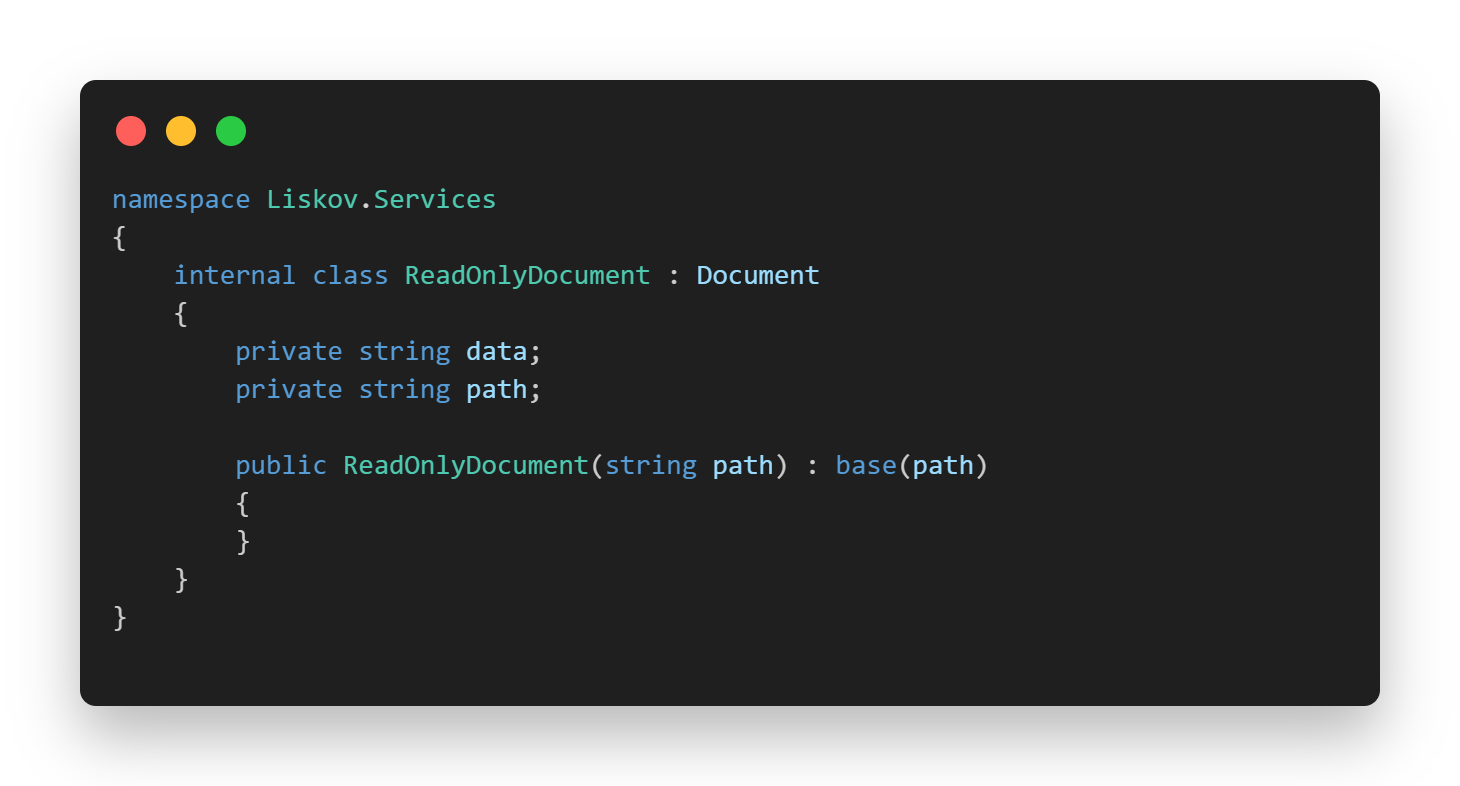 namespace Liskov.Services
{
    internal class ReadOnlyDocument : Document
    {
        private string data;
        private string path;

        public ReadOnlyDocument(string path) : base(path)
        {
        }
    }
}